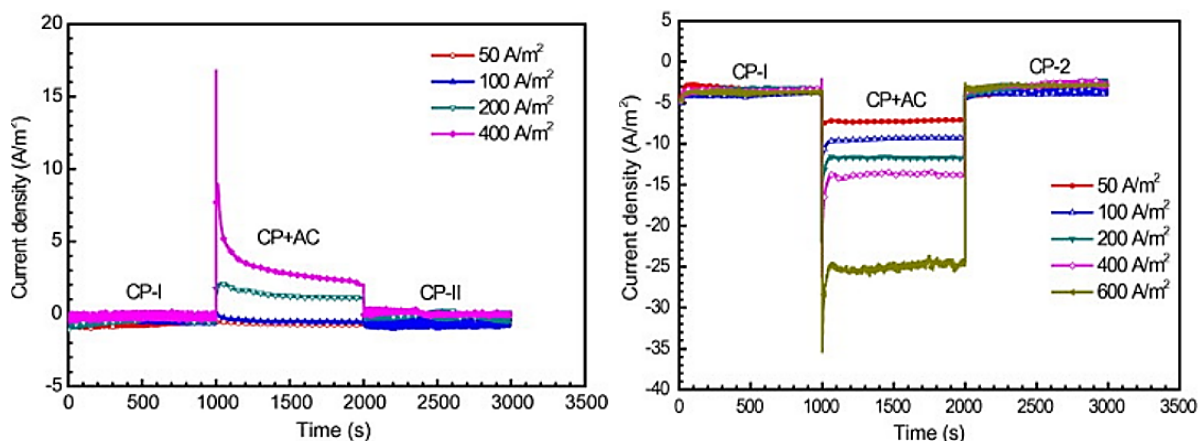 20
15
10
5
0
-5
Current density (A/m²)
50 A/m²
100 A/m²
200 A/m²
400 A/m²
CP-I
CP+AC
CP-II
0 500 1000 1500 2000 2500 3000 3500
Time (s)
5
0
-5
-10
-15
-20
-25
-30
-35
-40
Current density (A/m²)
CP-I
CP+AC
CP-2
50 A/m²
100 A/m²
200 A/m²
400 A/m²
600 A/m²
0 500 1000 1500 2000 2500 3000 3500
Time (s)